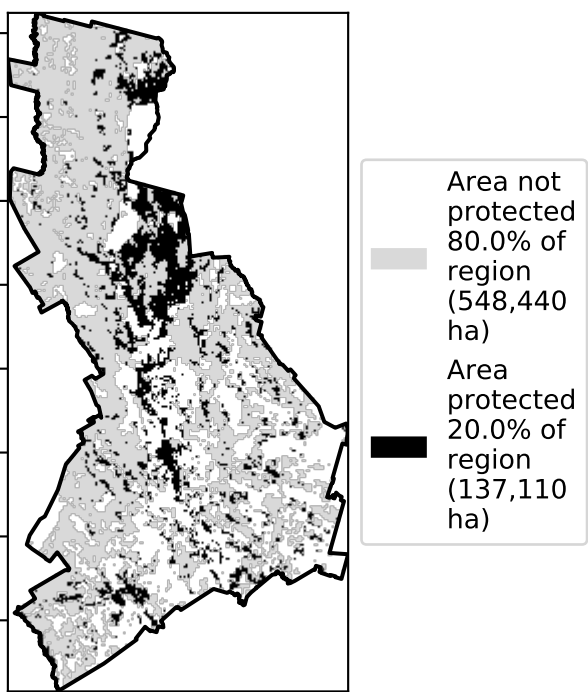 Area not
protected
80.0% of
region
(548,440
ha)
Area
protected
20.0% of
region
(137,110
ha)